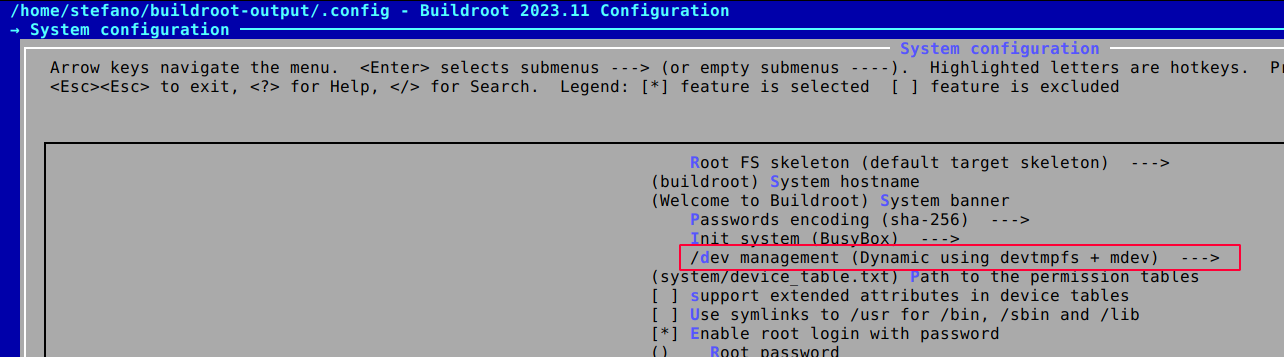 /home/stefano/buildroot-output/.config - Buildroot 2023.11 Configuration
→ System configuration
System configuration
Arrow keys navigate the menu.  <Enter> selects submenus ---> (or empty submenus ----).  Highlighted letters are hotkeys.
<Esc><Esc> to exit, <?> for Help, </> for Search.  Legend: [*] feature is selected  [ ] feature is excluded
Root FS skeleton (default target skeleton)  --->
(buildroot) System hostname
(Welcome to Buildroot) System banner
Passwords encoding (sha-256)  --->
Init system (BusyBox)  --->
/dev management (Dynamic using devtmpfs + mdev)  --->
(system/device_table.txt) Path to the permission tables
[ ] support extended attributes in device tables
[ ] Use symlinks to /usr for /bin, /sbin and /lib
[*] Enable root login with password
()    Root password